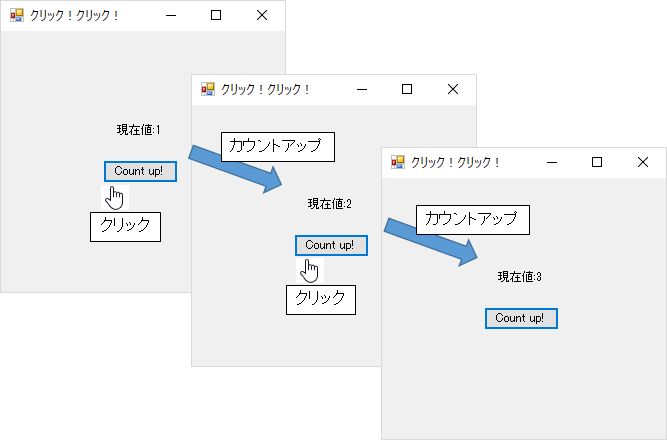 クリック！クリック！
現在値:1
Count up!
クリック
クリック！クリック！
カウントアップ
現在値:2
Count up!
クリック
クリック！クリック！
カウントアップ
現在値:3
Count up!